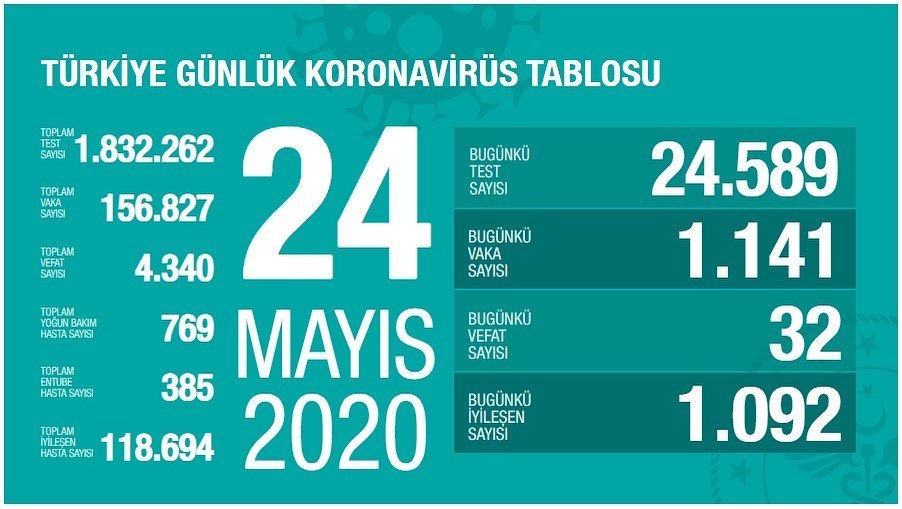 TÜRKİYE GÜNLÜK KORONAVİRÜS TABLOSU
TOPLAM
TEST
SAYISI
1.832.262
TOPLAM
VAKA
SAYISI
156.827
TOPLAM
VEFAT
SAYISI
4.340
TOPLAM
YOĞUN BAKIM
HASTA SAYISI
769
TOPLAM
ENTUBE
HASTA SAYISI
385
TOPLAM
İYİLEŞEN
HASTA SAYISI
118.694
24
MAYIS
2020
BUGÜNKÜ
TEST
SAYISI
24.589
BUGÜNKÜ
VAKA
SAYISI
1.141
BUGÜNKÜ
VEFAT
SAYISI
32
BUGÜNKÜ
İYİLEŞEN
SAYISI
1.092